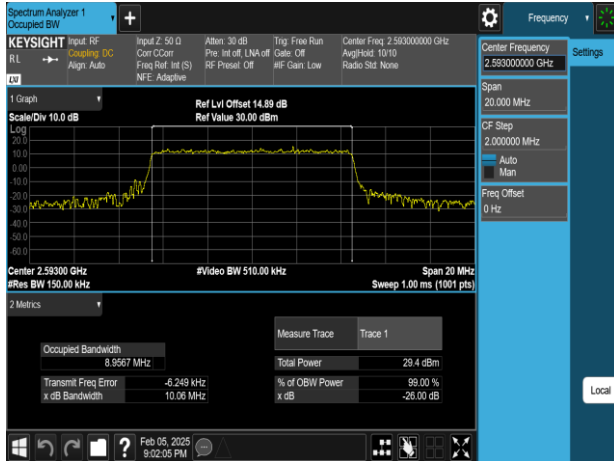 Spectrum Analyzer 1
Occupied BW
Frequency
KEYSIGHT
RL
LXI
Input: RF
Coupling: DC
Align: Auto
Input Z: 50 Ω
Corr CCorr
Freq Ref: Int (S)
NFE: Adaptive
Atten: 30 dB
Pre: Int off, LNA off
RF Preset: Off
Trig: Free Run
Gate: Off
#IF Gain: Low
Center Freq: 2.593000000 GHz
Avg|Hold: 10/10
Radio Std: None
1 Graph
Scale/Div 10.0 dB
Ref Lvl Offset 14.89 dB
Ref Value 30.00 dBm
Log
20.0
10.0
0.00
-10.0
-20.0
-30.0
-40.0
-50.0
-60.0
Center 2.59300 GHz
#Res BW 150.00 kHz
#Video BW 510.00 kHz
Span 20 MHz
Sweep 1.00 ms (1001 pts)
2 Metrics
Measure Trace
Trace 1
Occupied Bandwidth
8.9567 MHz
Total Power
29.4 dBm
Transmit Freq Error
-6.249 kHz
% of OBW Power
99.00 %
x dB Bandwidth
10.06 MHz
x dB
-26.00 dB
Center Frequency
2.593000000 GHz
Settings
Span
20.000 MHz
CF Step
2.000000 MHz
Auto
Man
Freq Offset
0 Hz
Local
?
Feb 05, 2025
9:02:05 PM